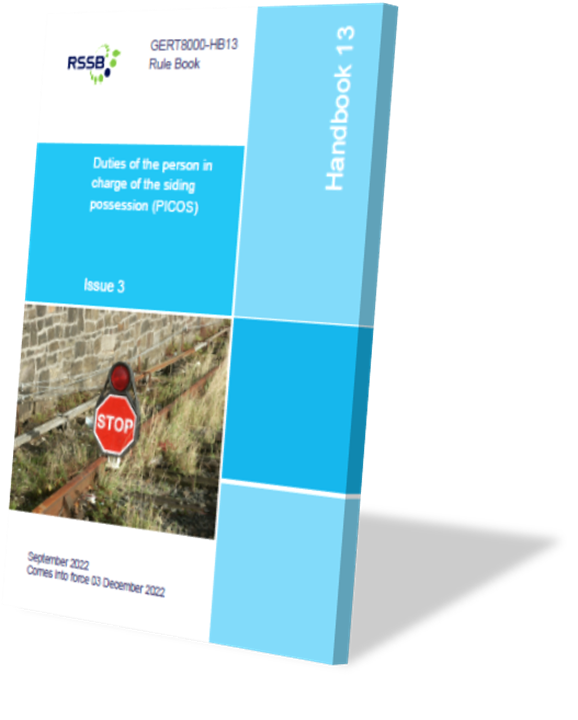 RSSB
GERT8000-HB13
Rule Book
Handbook 13
Duties of the person in
charge of the siding
possession (PICOS)
Issue 3
STOP
September 2022
Comes into force 03 December 2022